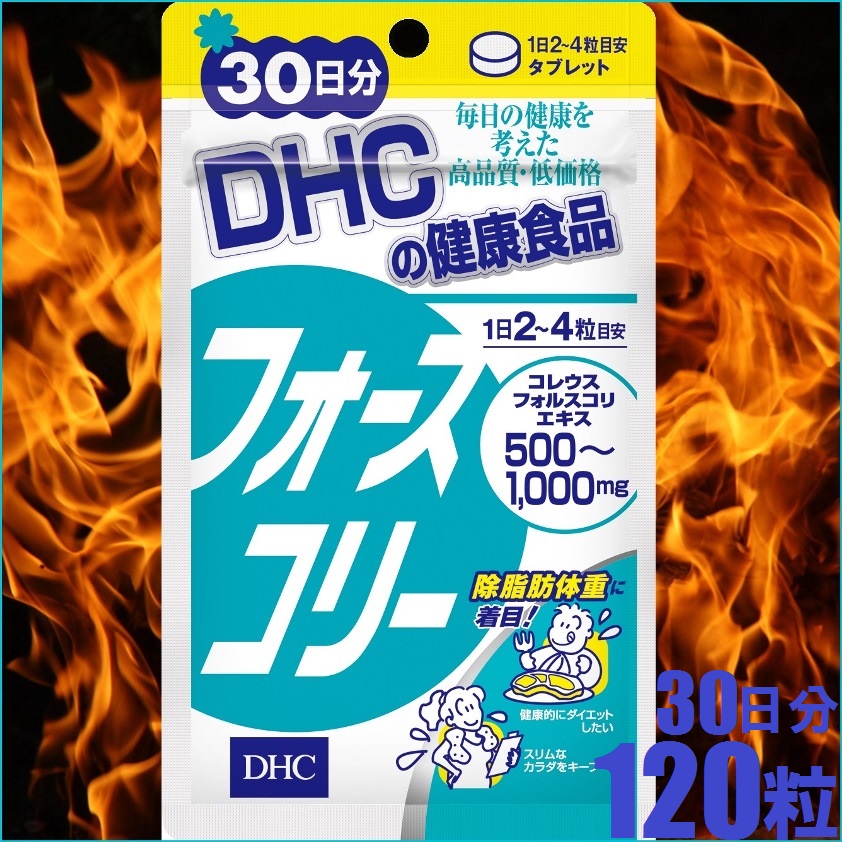 30日分
1日2~4粒目安
タブレット
毎日の健康を
考えた
高品質・低価格
DHC
の健康食品
1日2~4粒目安
フォース
コリー
コレウス
フォルスコリ
エキス
500~
1,000mg
除脂肪体重に
着目!
健康的にダイエット
したい
スリムな
カラダをキープ
DHC
30日分
120粒